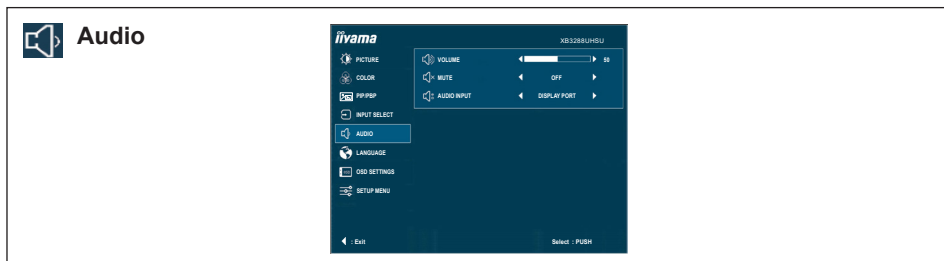 Audio
iiyama
XB3288UHSU
PICTURE
COLOR
PIP/PBP
INPUT SELECT
AUDIO
LANGUAGE
OSD SETTINGS
SETUP MENU
VOLUME 50
MUTE OFF
AUDIO INPUT DISPLAY PORT
: Exit
Select : PUSH